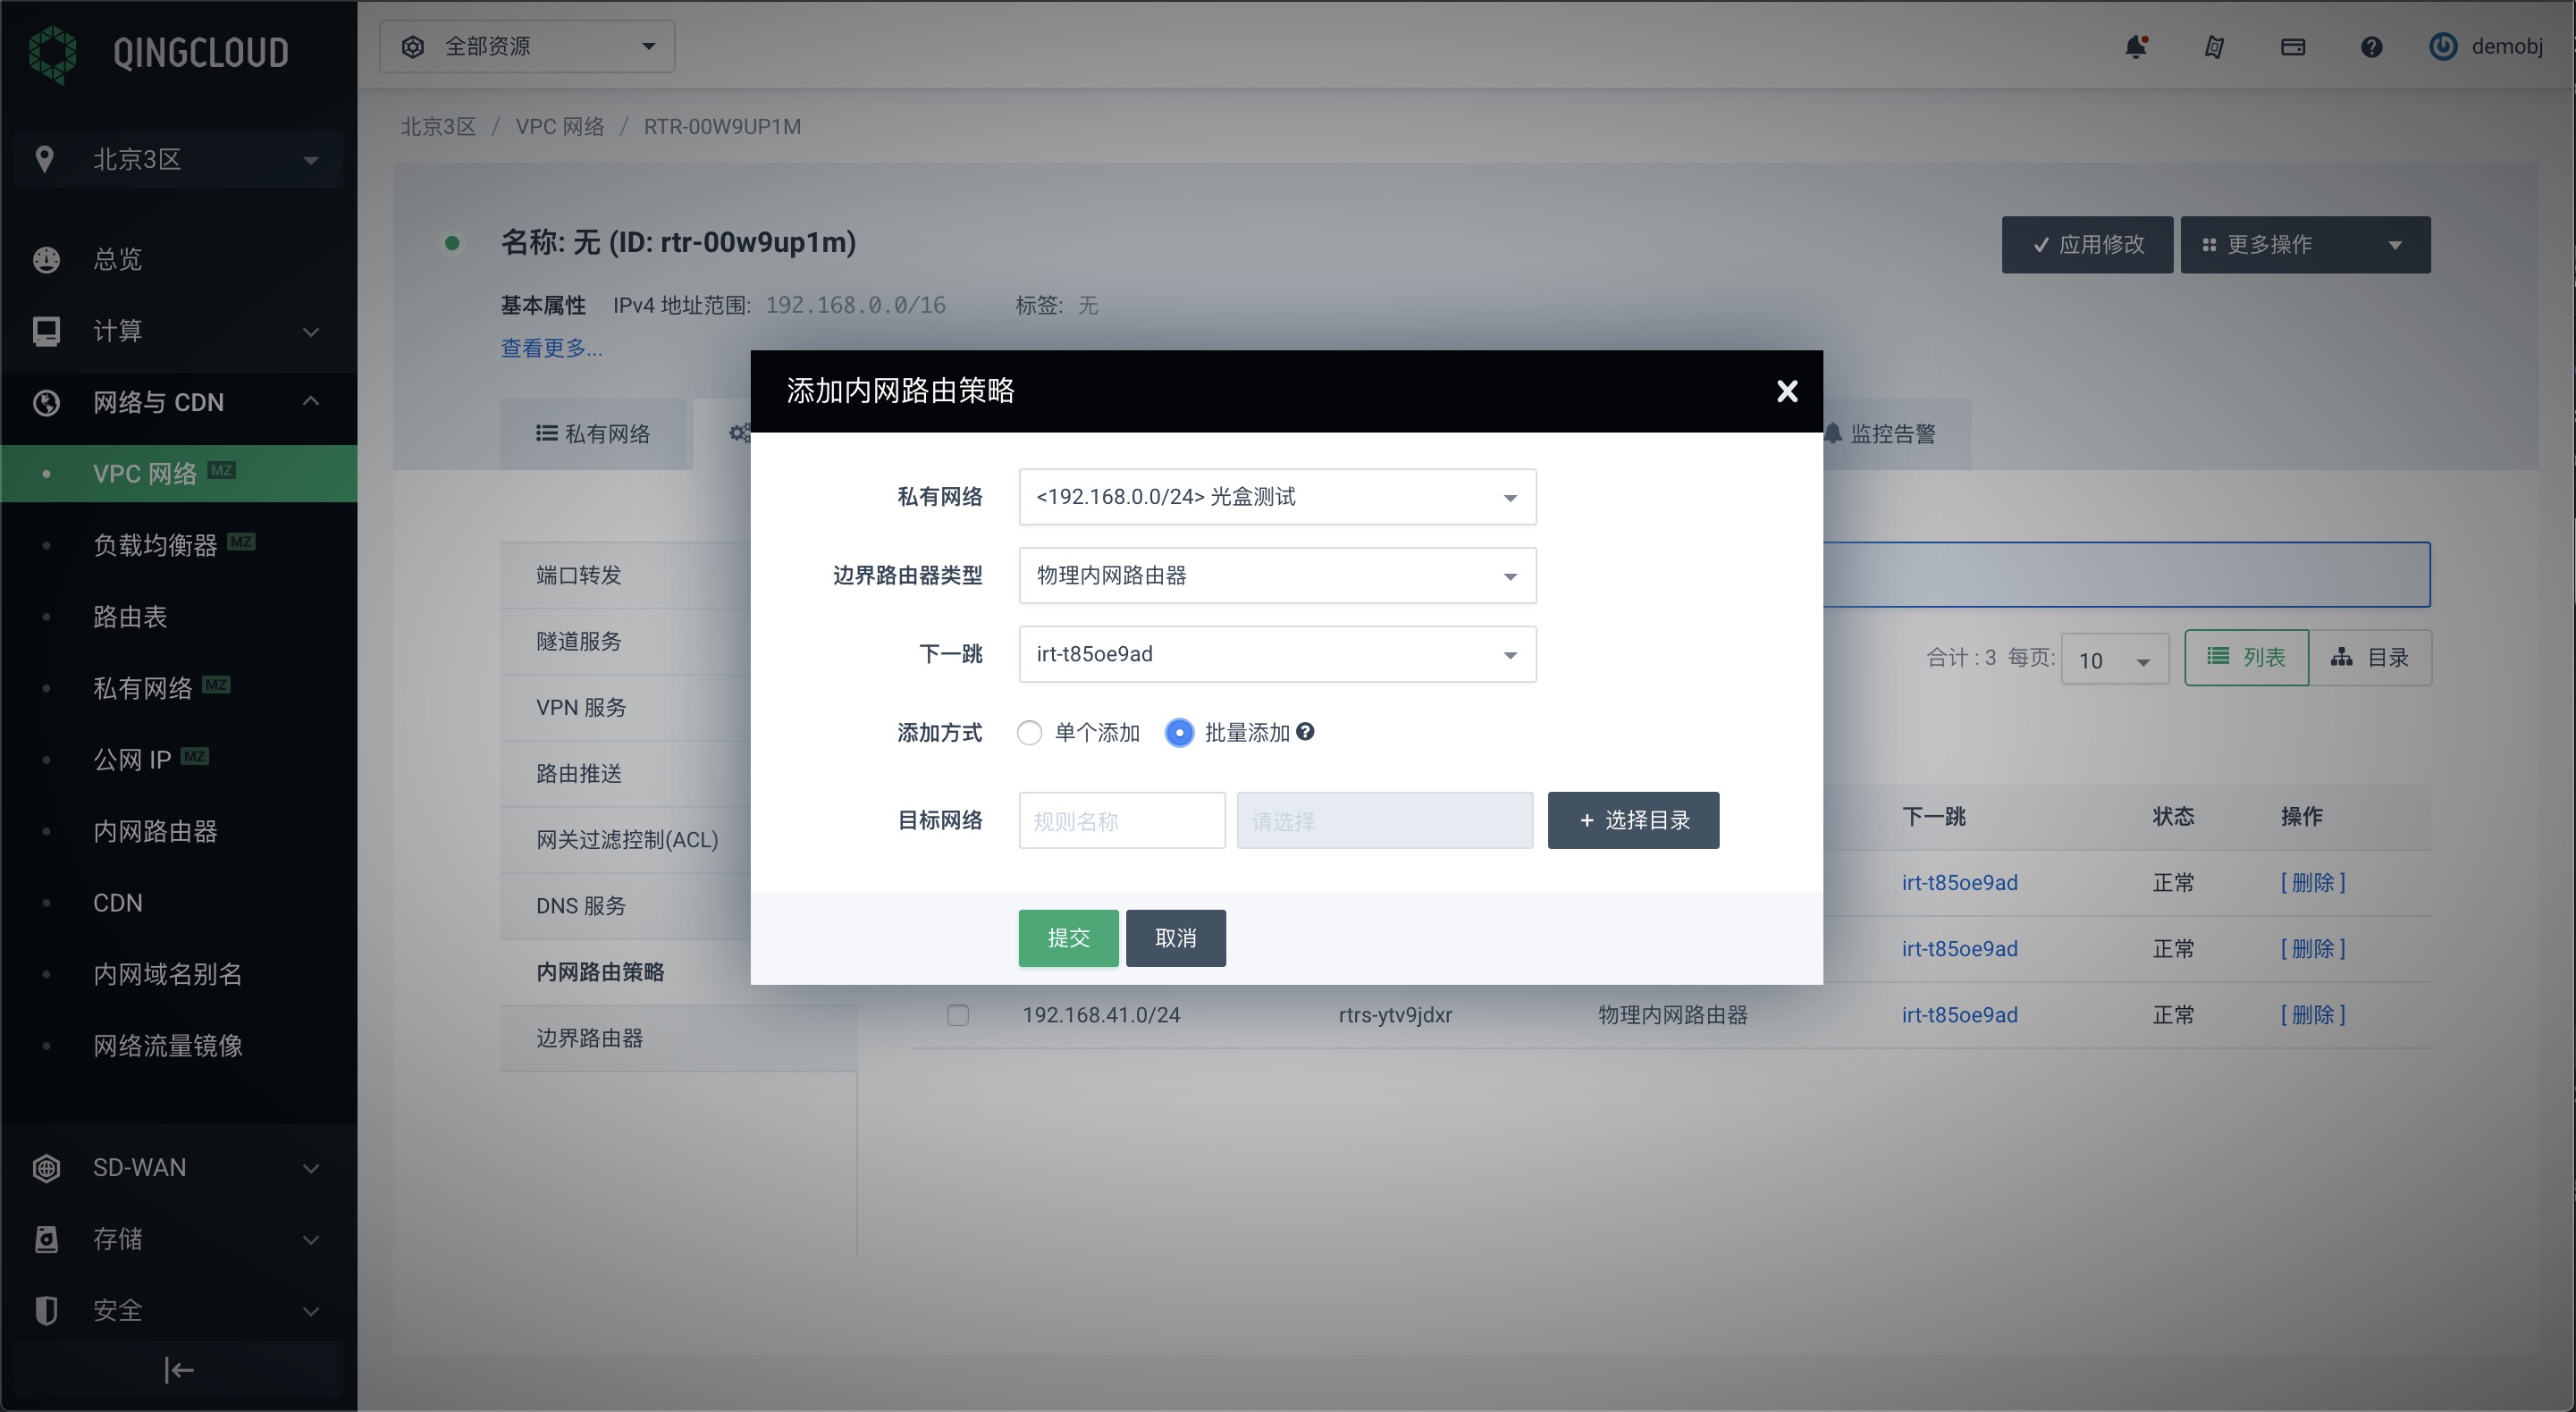 QINGCLOUD
全部资源
demobj
北京3区
北京3区 / VPC 网络 / RTR-00W9UP1M
总览
计算
网络与 CDN
VPC 网络 MZ
负载均衡器 MZ
路由表
私有网络 MZ
公网 IP MZ
内网路由器
CDN
内网域名别名
网络流量镜像
SD-WAN
存储
安全
名称: 无 (ID: rtr-00w9up1m)
应用修改
更多操作
基本属性 IPv4 地址范围: 192.168.0.0/16 标签: 无
查看更多...
私有网络
监控告警
端口转发
隧道服务
VPN 服务
路由推送
网关过滤控制(ACL)
DNS 服务
内网路由策略
边界路由器
合计 : 3 每页: 10 列表 目录
下一跳 状态 操作
irt-t85oe9ad 正常 [ 删除 ]
irt-t85oe9ad 正常 [ 删除 ]
192.168.41.0/24 rtrs-ytv9jdxr 物理内网路由器 irt-t85oe9ad 正常 [ 删除 ]
添加内网路由策略
私有网络 <192.168.0.0/24> 光盒测试
边界路由器类型 物理内网路由器
下一跳 irt-t85oe9ad
添加方式 单个添加 批量添加
目标网络 规则名称 请选择 + 选择目录
提交 取消